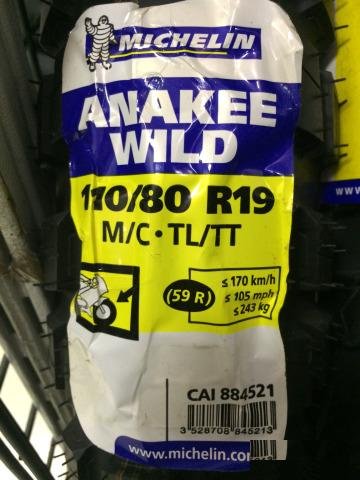 MICHELIN
ANAKEE
WILD
110/80 R19
M/C • TL/TT
(59 R)
≤ 170 km/h
≤ 105 mph
≤ 243 kg
CAI 884521
3 528708 845213
www.michelin.com